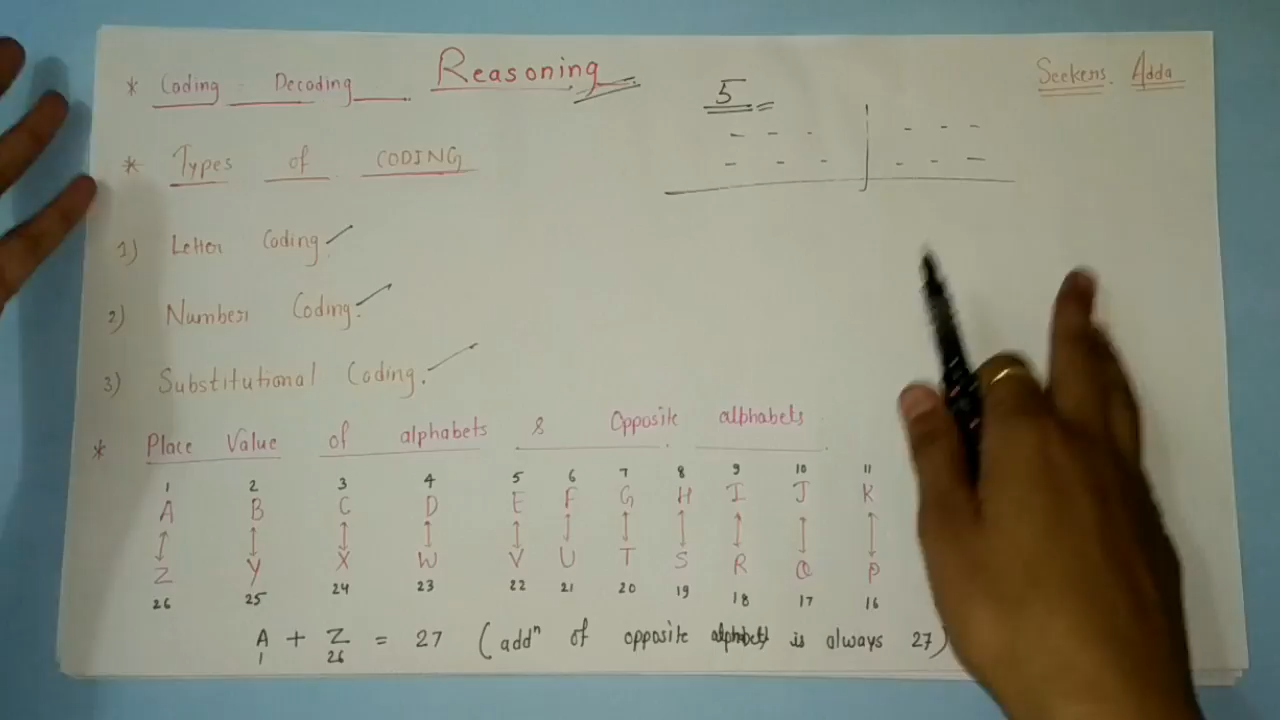 * Coding Decoding Reasoning
5
Seekers Adda
* Types of CODING
1) Letter Coding
2) Number Coding.
3) Substitutional Coding.
* Place Value of alphabets & Opposite alphabets.
1 2 3 4 5 6 7 8 9 10 11
A B C D E F G H I J K
Z Y X W V U T S R Q P
26 25 24 23 22 21 20 19 18 17 16
A + Z = 27 (addⁿ of opposite alphabets is always 27)
1 26